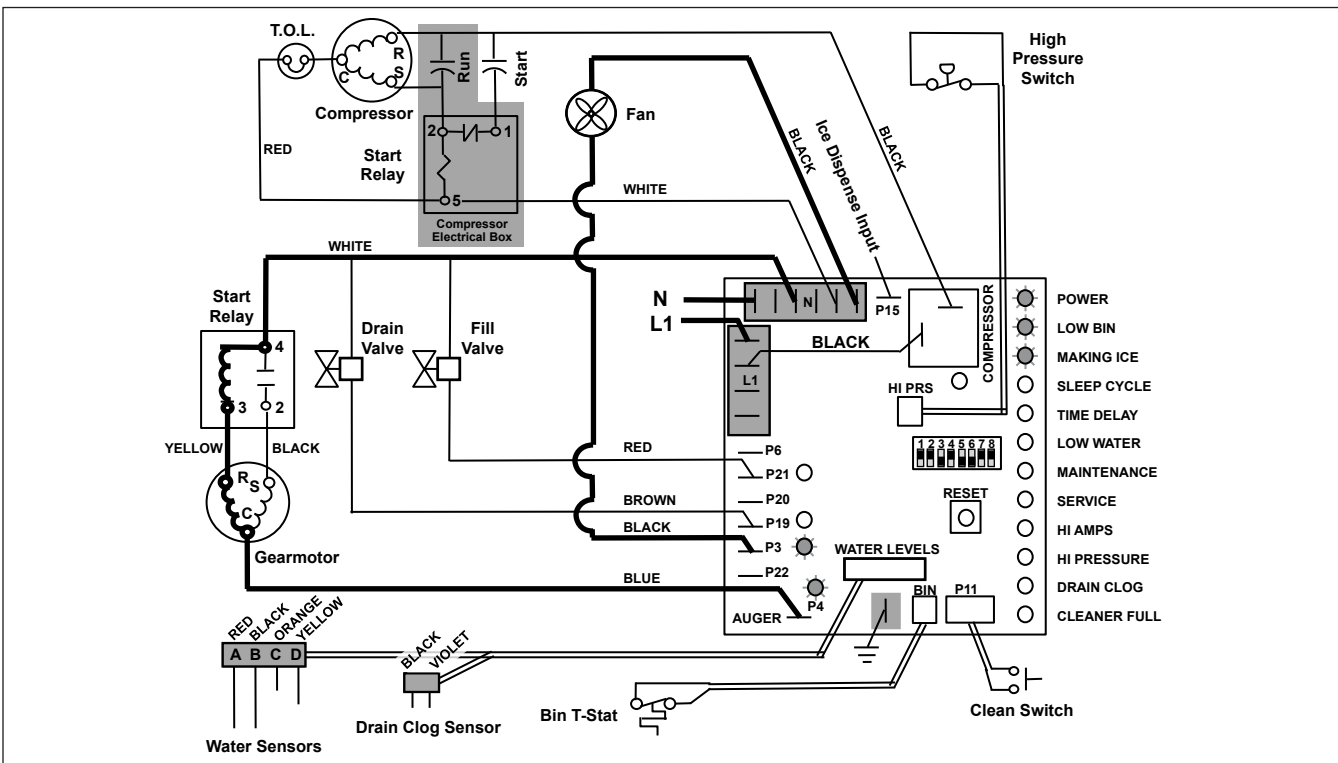 T.O.L.
R
S
C
Compressor
Run
Start
2
1
Start
Relay
5
Compressor
Electrical Box
RED
WHITE
Fan
BLACK
Ice Dispense Input
BLACK
High
Pressure
Switch
WHITE
Start
Relay
4
3
2
YELLOW
BLACK
R
S
C
Gearmotor
Drain
Valve
Fill
Valve
N
L1
N
P15
L1
BLACK
COMPRESSOR
HI PRS
1 2 3 4 5 6 7 8
RESET
POWER
LOW BIN
MAKING ICE
SLEEP CYCLE
TIME DELAY
LOW WATER
MAINTENANCE
SERVICE
HI AMPS
HI PRESSURE
DRAIN CLOG
CLEANER FULL
RED
P6
P21
BROWN
P20
P19
BLACK
P3
P22
BLUE
P4
AUGER
WATER LEVELS
BIN
P11
RED
BLACK
ORANGE
YELLOW
A B C D
Water Sensors
BLACK
VIOLET
Drain Clog Sensor
Bin T-Stat
Clean Switch